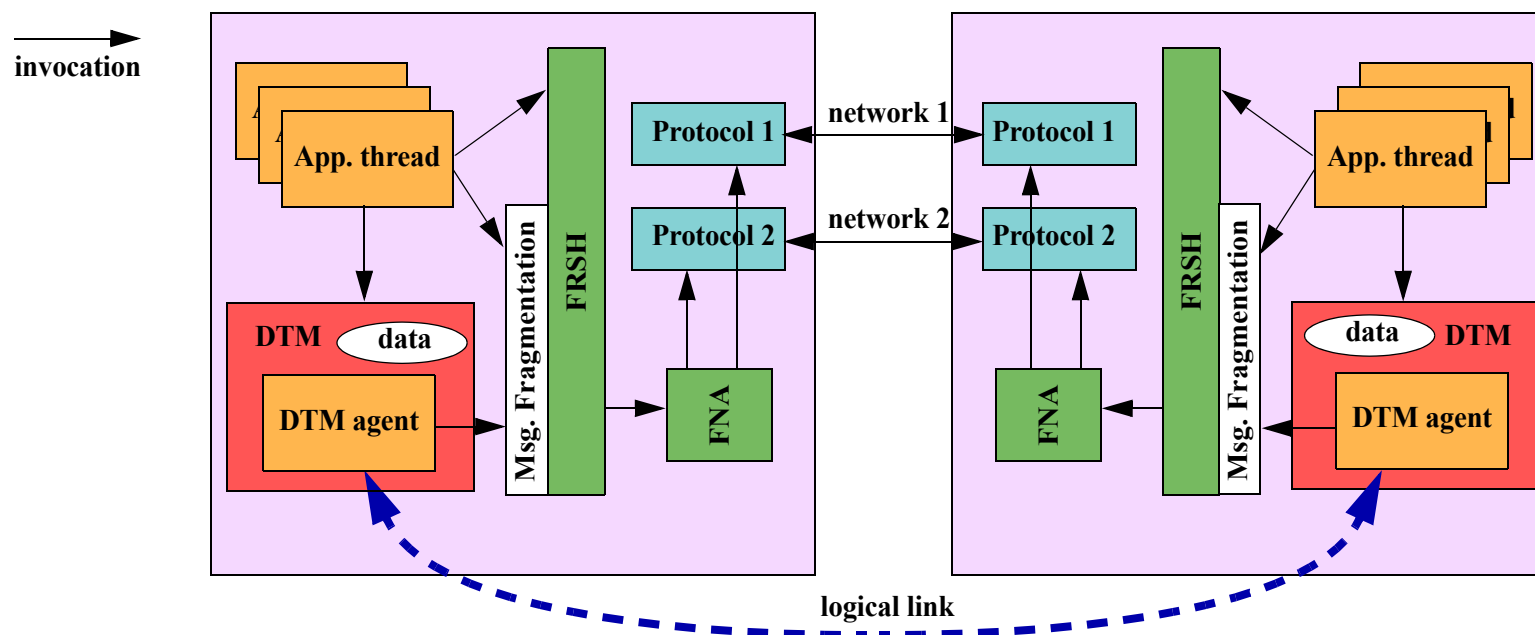 invocation
A
A
App. thread
DTM
data
DTM agent
Msg. Fragmentation
FRSH
Protocol 1
Protocol 2
FNA
network 1
network 2
Protocol 1
Protocol 2
FNA
FRSH
Msg. Fragmentation
d
d
App. thread
data
DTM
DTM agent
logical link